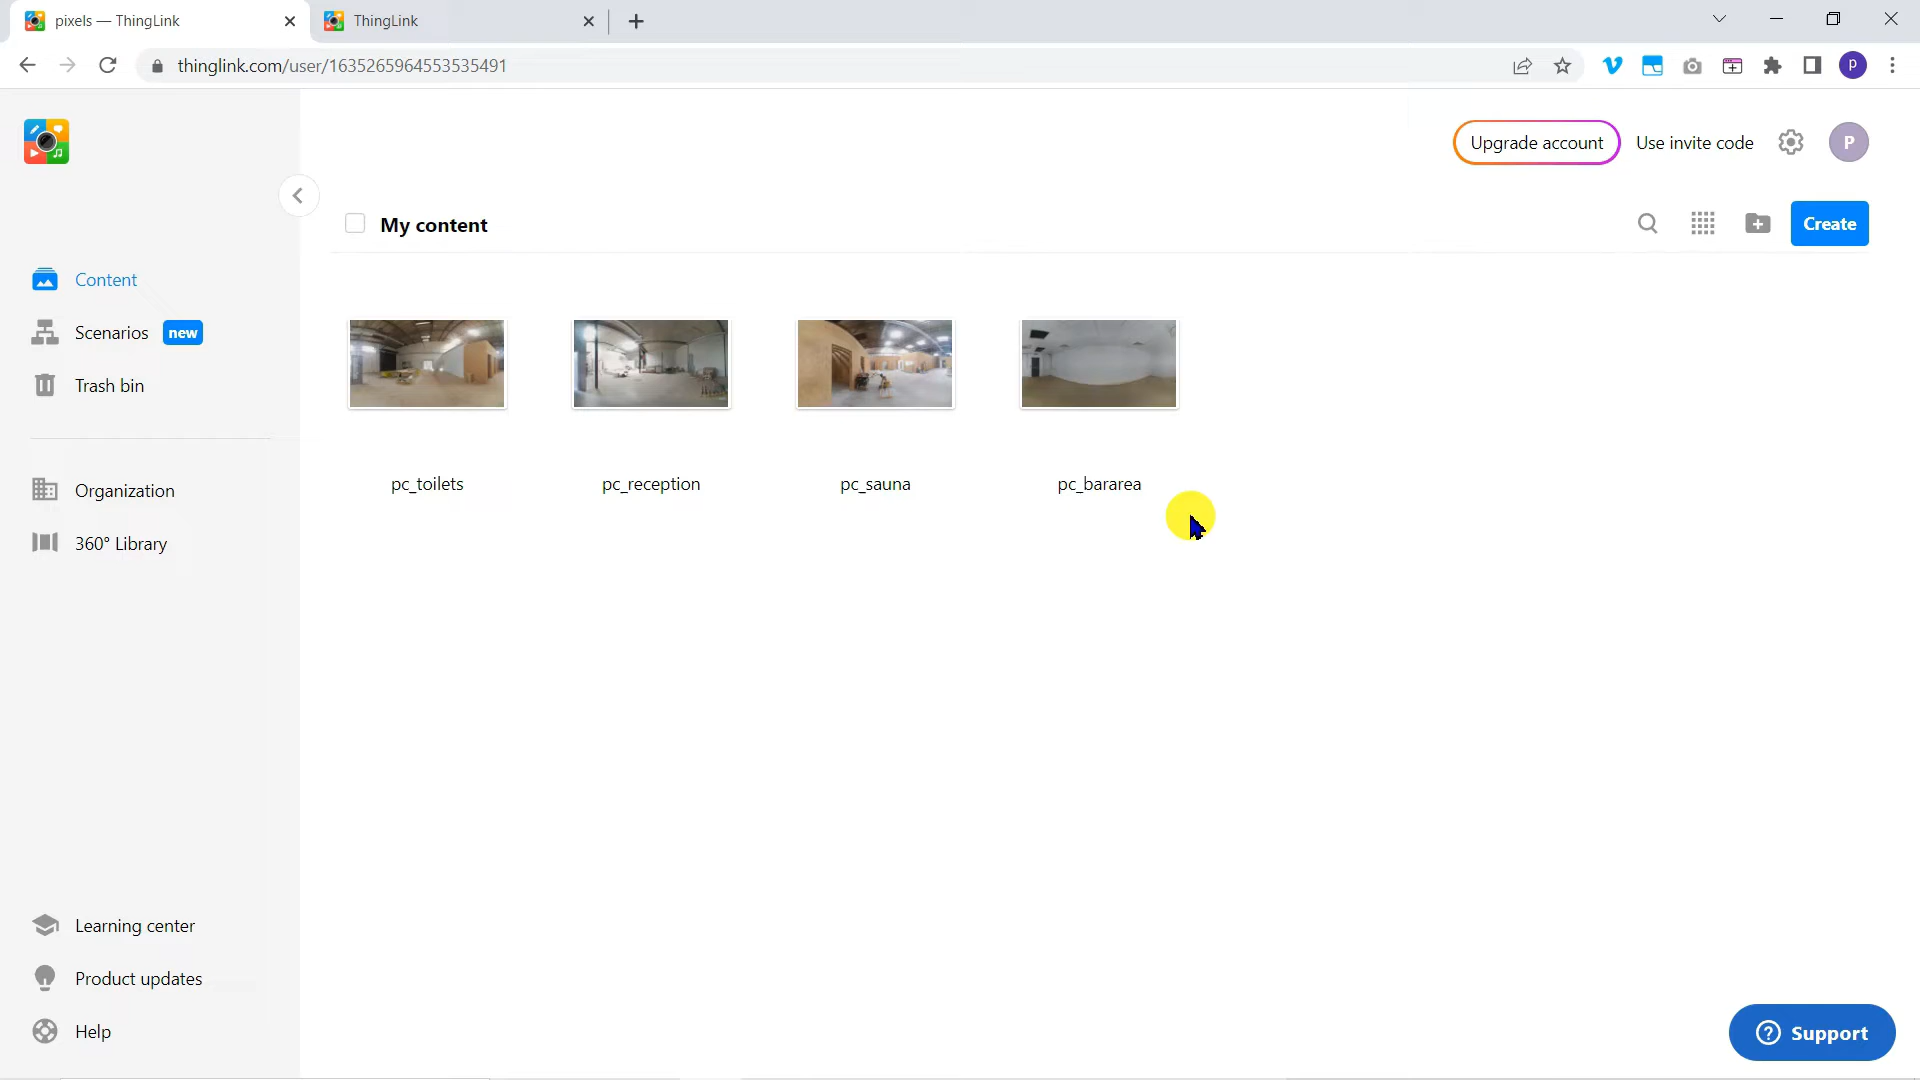 pixels — ThingLink
ThingLink
thinglink.com/user/1635265964553535491
P
Upgrade account
Use invite code
P
My content
Create
Content
Scenarios new
Trash bin
Organization
360° Library
pc_toilets
pc_reception
pc_sauna
pc_bararea
Learning center
Product updates
Help
? Support